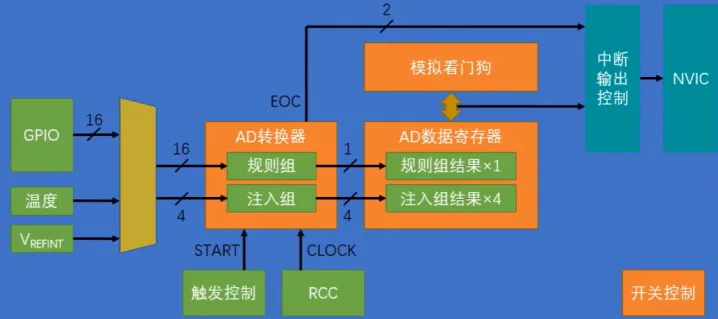 2
模拟看门狗
中断
输出
控制
NVIC
EOC
GPIO
16
AD转换器
AD数据寄存器
16
规则组
1
规则组结果×1
温度
4
注入组
4
注入组结果×4
VREFINT
START
CLOCK
触发控制
RCC
开关控制